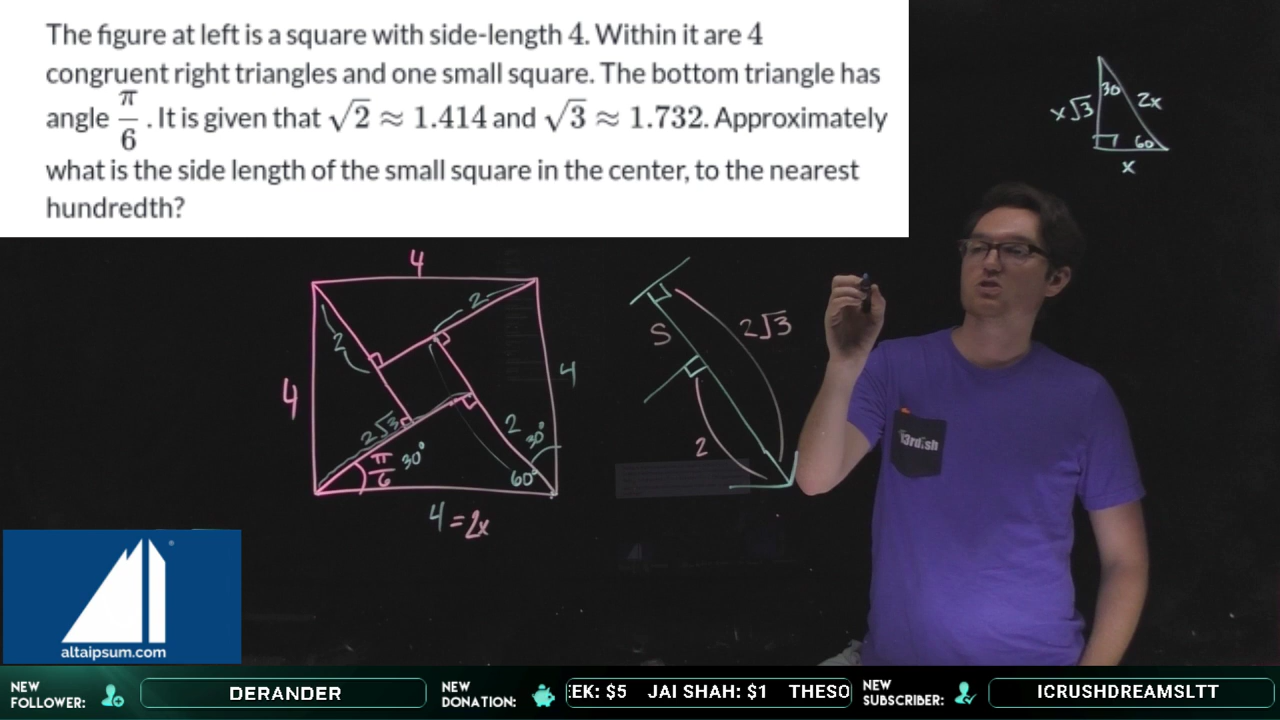 The figure at left is a square with side-length 4. Within it are 4
congruent right triangles and one small square. The bottom triangle has
angle π/6. It is given that √2 ≈ 1.414 and √3 ≈ 1.732. Approximately
what is the side length of the small square in the center, to the nearest
hundredth?
30
x√3
2x
60
x
4
2
2
4
4
2√3
π/6
30°
2
30°
60°
4 = 2x
S
2√3
2
altaipsum.com
NEW
FOLLOWER:
DERANDER
NEW
DONATION:
EK: $5 JAI SHAH: $1 THESO
NEW
SUBSCRIBER:
ICRUSHDREAMSLTT